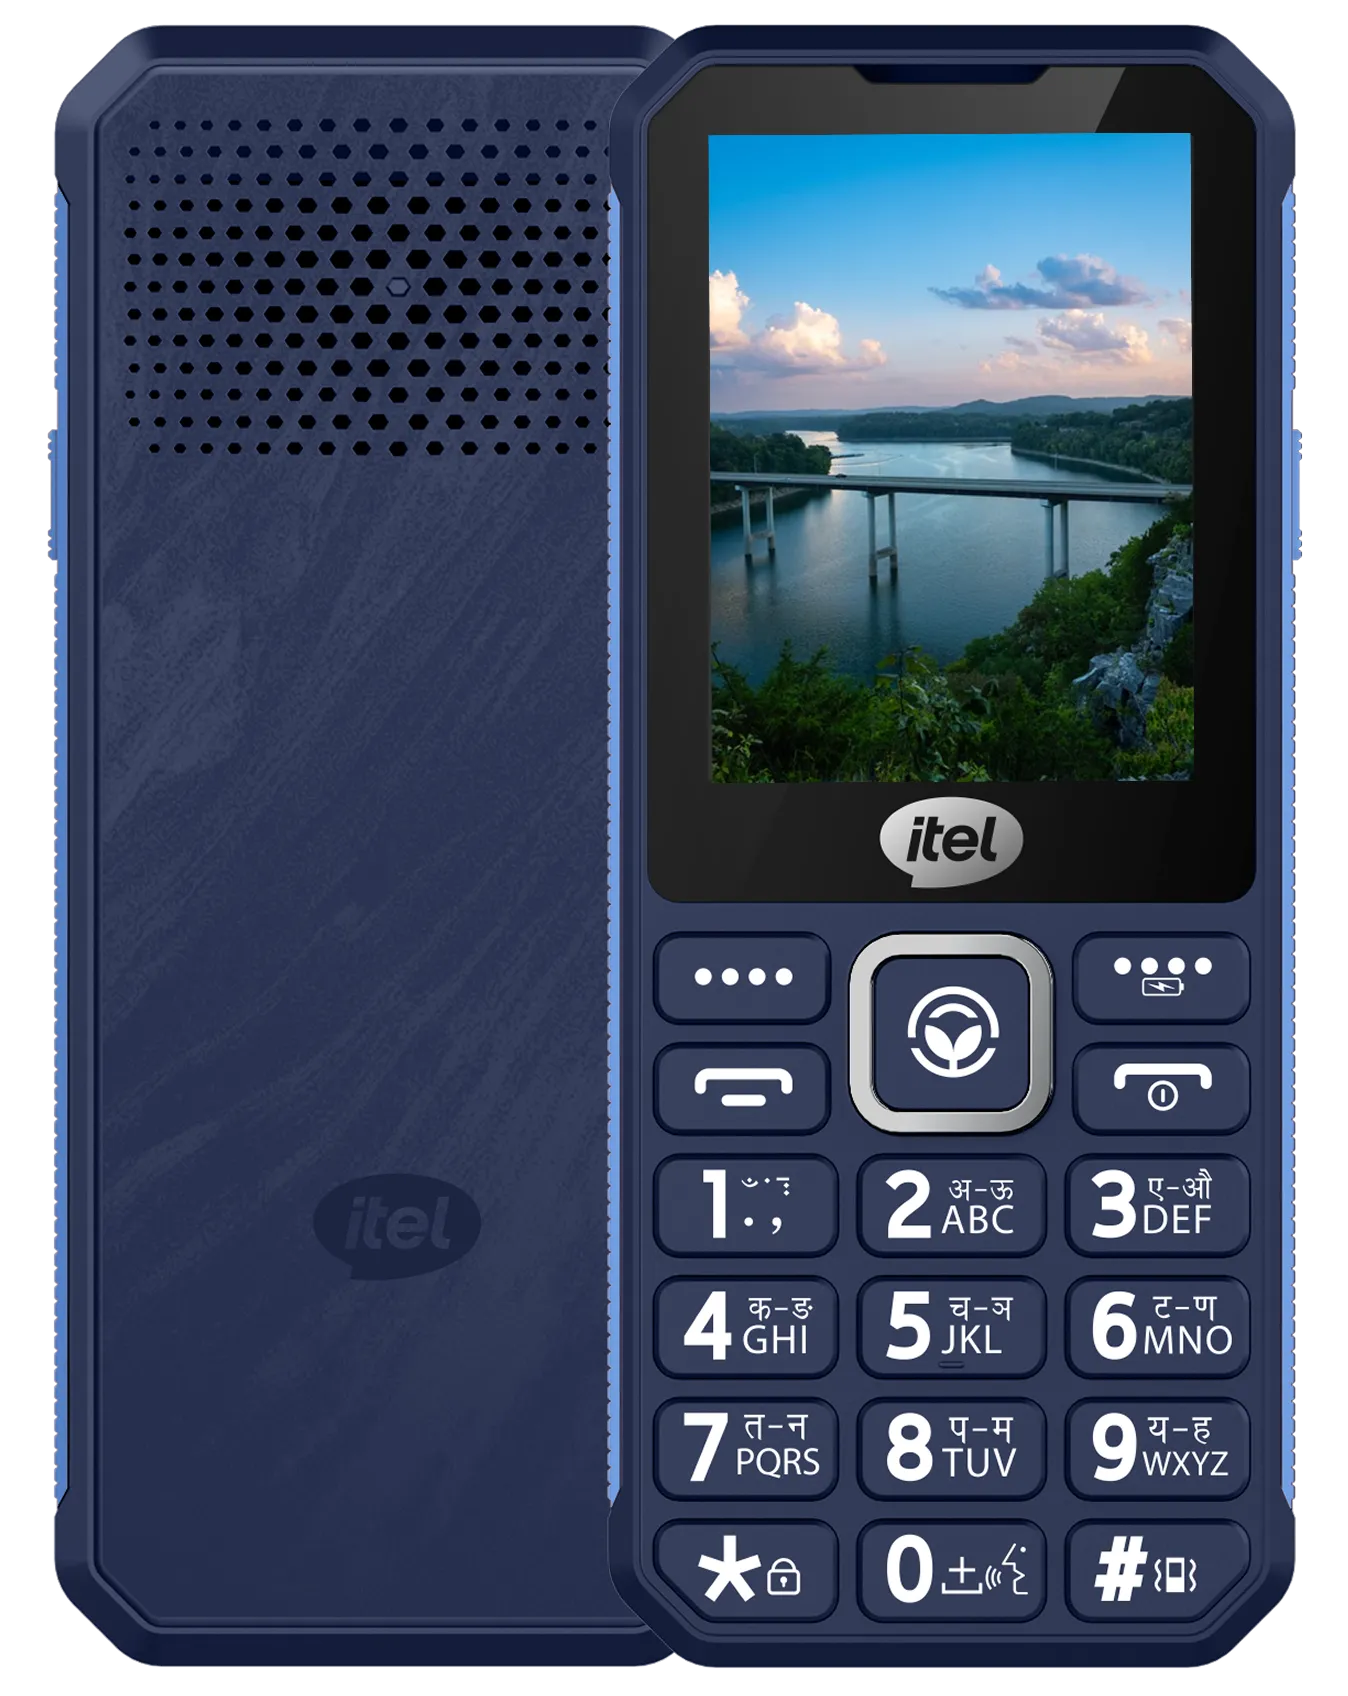 itel
itel
1 ँ ं ः . ,
2 अ-ऊ ABC
3 ए-औ DEF
4 क-ङ GHI
5 च-ञ JKL
6 ट-ण MNO
7 त-न PQRS
8 प-म TUV
9 य-ह WXYZ
*
0 +
#